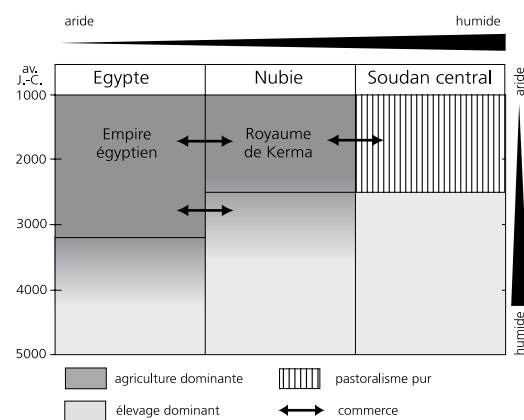 aride humide
av.
J.-C. Egypte Nubie Soudan central
1000
Empire
égyptien
Royaume
de Kerma
2000
3000
4000
5000
aride
humide
agriculture dominante pastoralisme pur
élevage dominant commerce